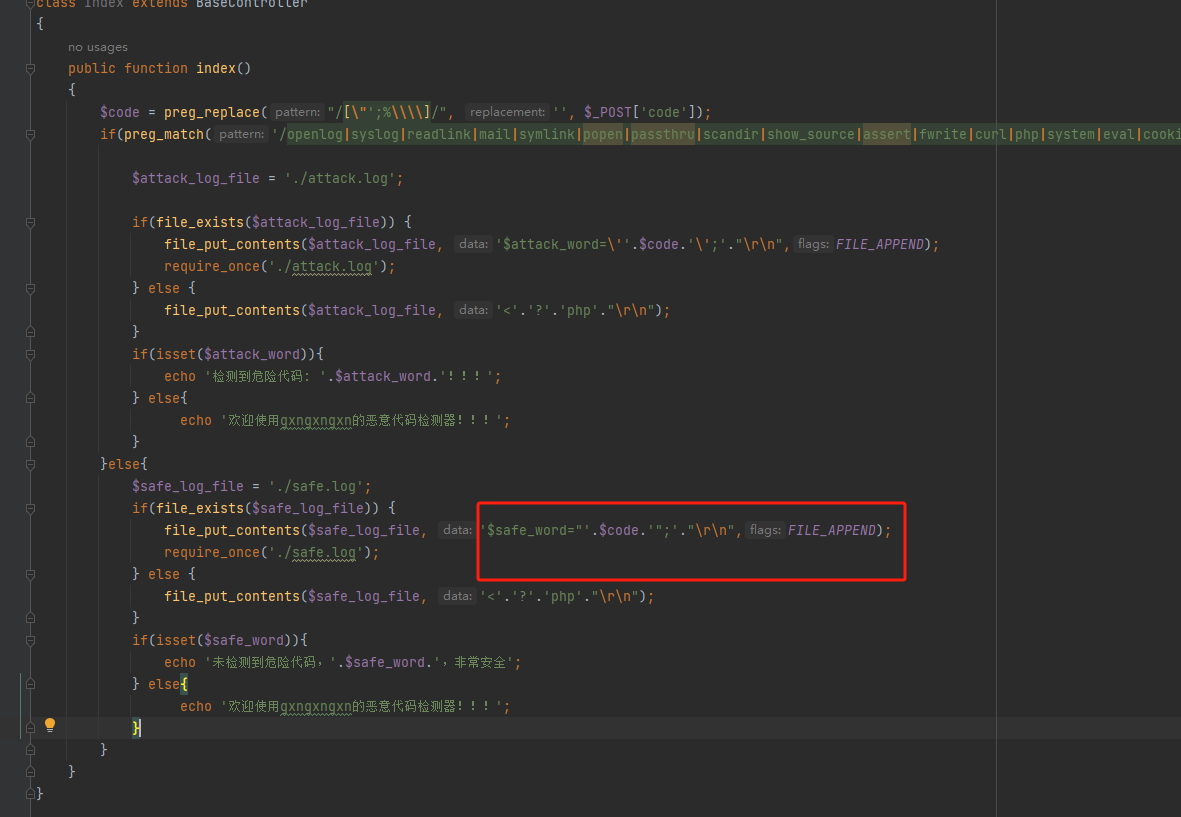 class Index extends BaseController
{
no usages
public function index()
{
$code = preg_replace( pattern: "/[\"';%\\\\]/", replacement: '', $_POST['code']);
if(preg_match( pattern: '/openlog|syslog|readlink|mail|symlink|popen|passthru|scandir|show_source|assert|fwrite|curl|php|system|eval|cooki
$attack_log_file = './attack.log';
if(file_exists($attack_log_file)) {
file_put_contents($attack_log_file, data: '$attack_word=\''.$code.'\';'."\r\n", flags: FILE_APPEND);
require_once('./attack.log');
} else {
file_put_contents($attack_log_file, data: '<'.'?'.'php'."\r\n");
}
if(isset($attack_word)){
echo '检测到危险代码: '.$attack_word.'！！！';
} else{
echo '欢迎使用gxngxngxn的恶意代码检测器！！！';
}
}else{
$safe_log_file = './safe.log';
if(file_exists($safe_log_file)) {
file_put_contents($safe_log_file, data: '$safe_word="'.$code.'";'."\r\n", flags: FILE_APPEND);
require_once('./safe.log');
} else {
file_put_contents($safe_log_file, data: '<'.'?'.'php'."\r\n");
}
if(isset($safe_word)){
echo '未检测到危险代码，'.$safe_word.'，非常安全';
} else{
echo '欢迎使用gxngxngxn的恶意代码检测器！！！';
}
}
}
}